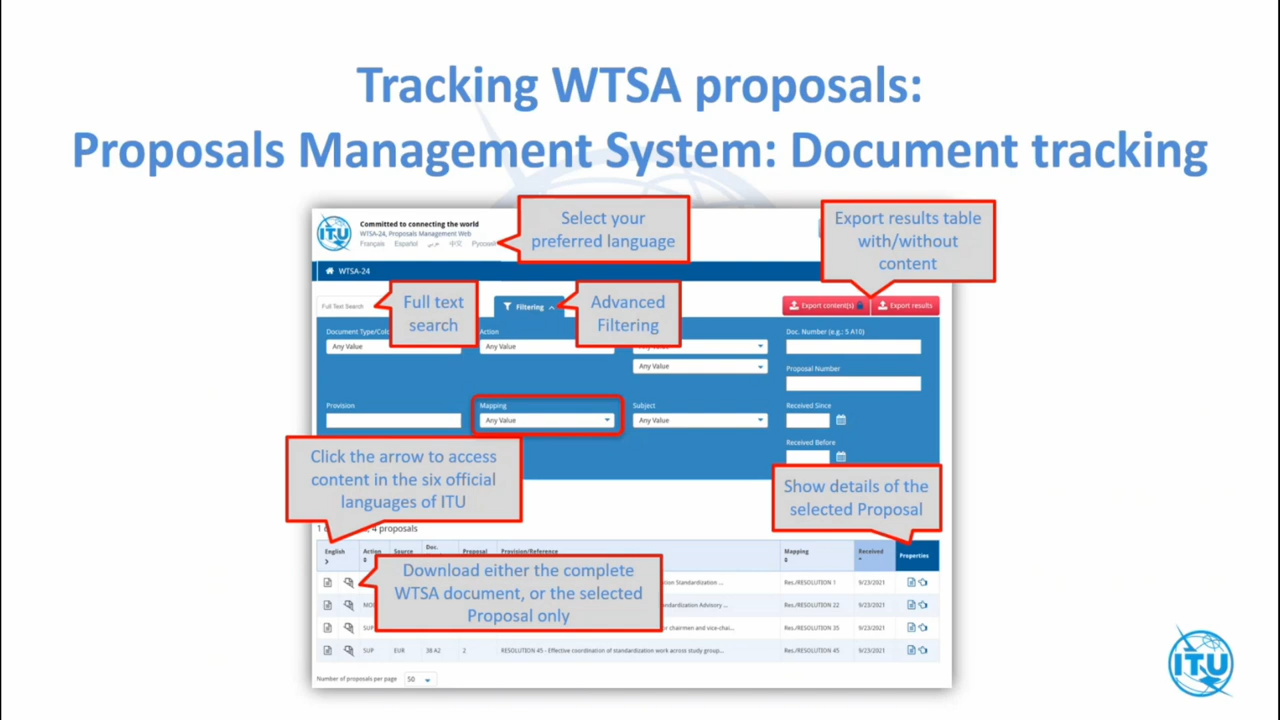 Tracking WTSA proposals:
Proposals Management System: Document tracking
ITU
Committed to connecting the world
WTSA-24, Proposals Management Web
Français Español عربي 中文 Русский
Select your
preferred language
Export results table
with/without
content
WTSA-24
Full Text Search
Full text
search
Filtering
Advanced
Filtering
Export content(s) Export results
Document Type/
Action
Doc. Number (e.g.: 5 A10)
Any Value
Any Value
Any Value
Any Value
Proposal Number
Provision
Mapping
Subject
Received Since
Any Value
Any Value
Received Before
Click the arrow to access
content in the six official
languages of ITU
Show details of the
selected Proposal
1
4 proposals
English
Action
Source
Doc.
Proposal
Provision/Reference
Mapping
Received
Properties
Download either the complete
WTSA document, or the selected
Proposal only
Standardization ...
Res./RESOLUTION 1
9/23/2021
Standardization Advisory ...
Res./RESOLUTION 22
9/23/2021
SUP
chairmen and vice-chai...
Res./RESOLUTION 35
9/23/2021
SUP EUR 38 A2 2 RESOLUTION 45 - Effective coordination of standardization work across study group... Res./RESOLUTION 45 9/23/2021
Number of proposals per page 50
ITU